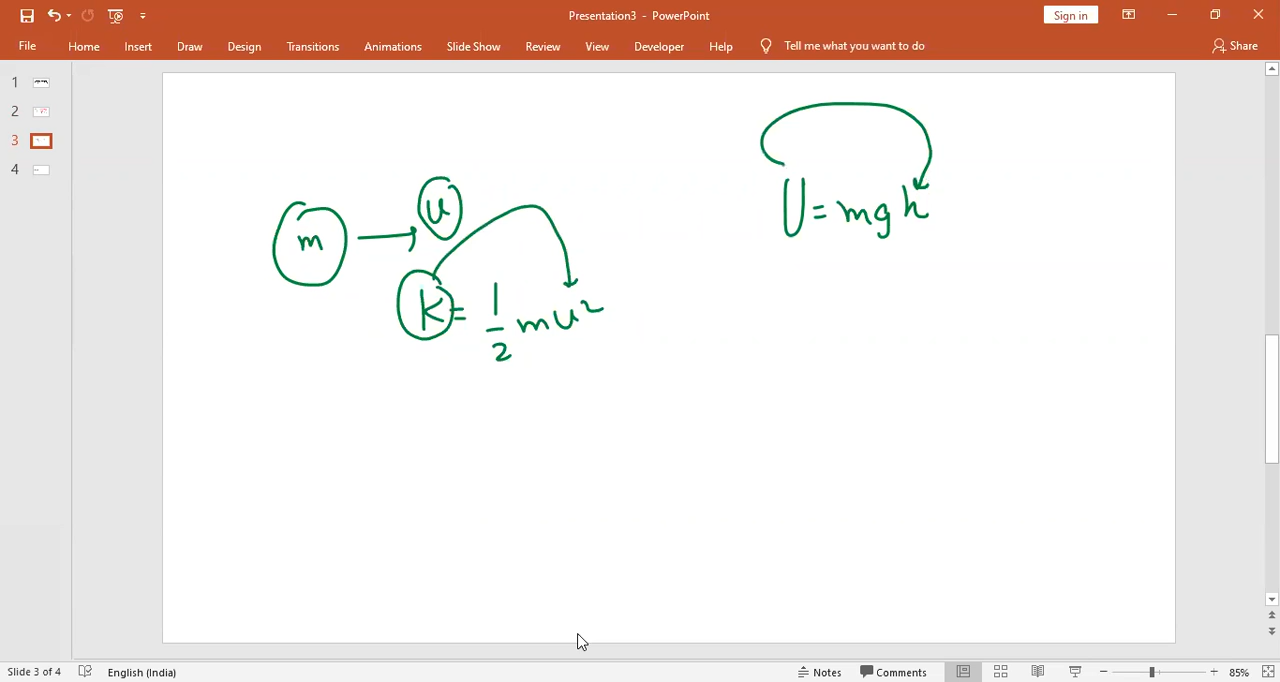 Presentation3 - PowerPoint
Sign in
File Home Insert Draw Design Transitions Animations Slide Show Review View Developer Help Tell me what you want to do Share
1
2
3
4
m → u
K = 1/2 mu²
U = mgh
Slide 3 of 4 English (India) Notes Comments 85%